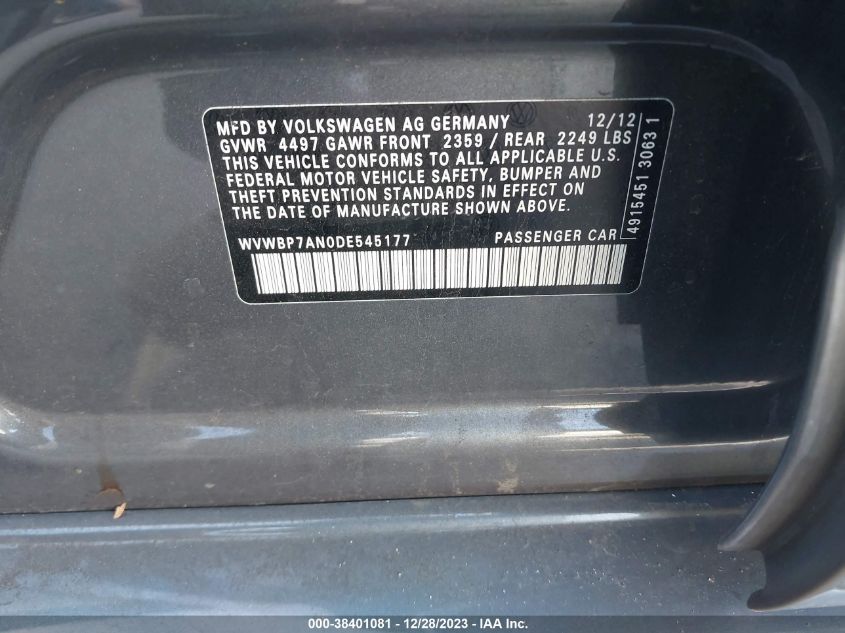 MFD BY VOLKSWAGEN AG GERMANY 12/12
GVWR 4497 GAWR FRONT 2359 / REAR 2249 LBS
THIS VEHICLE CONFORMS TO ALL APPLICABLE U.S.
FEDERAL MOTOR VEHICLE SAFETY, BUMPER AND
THEFT PREVENTION STANDARDS IN EFFECT ON
THE DATE OF MANUFACTURE SHOWN ABOVE.
WVWBP7AN0DE545177 PASSENGER CAR
4915451 30631
000-38401081 - 12/28/2023 - IAA Inc.